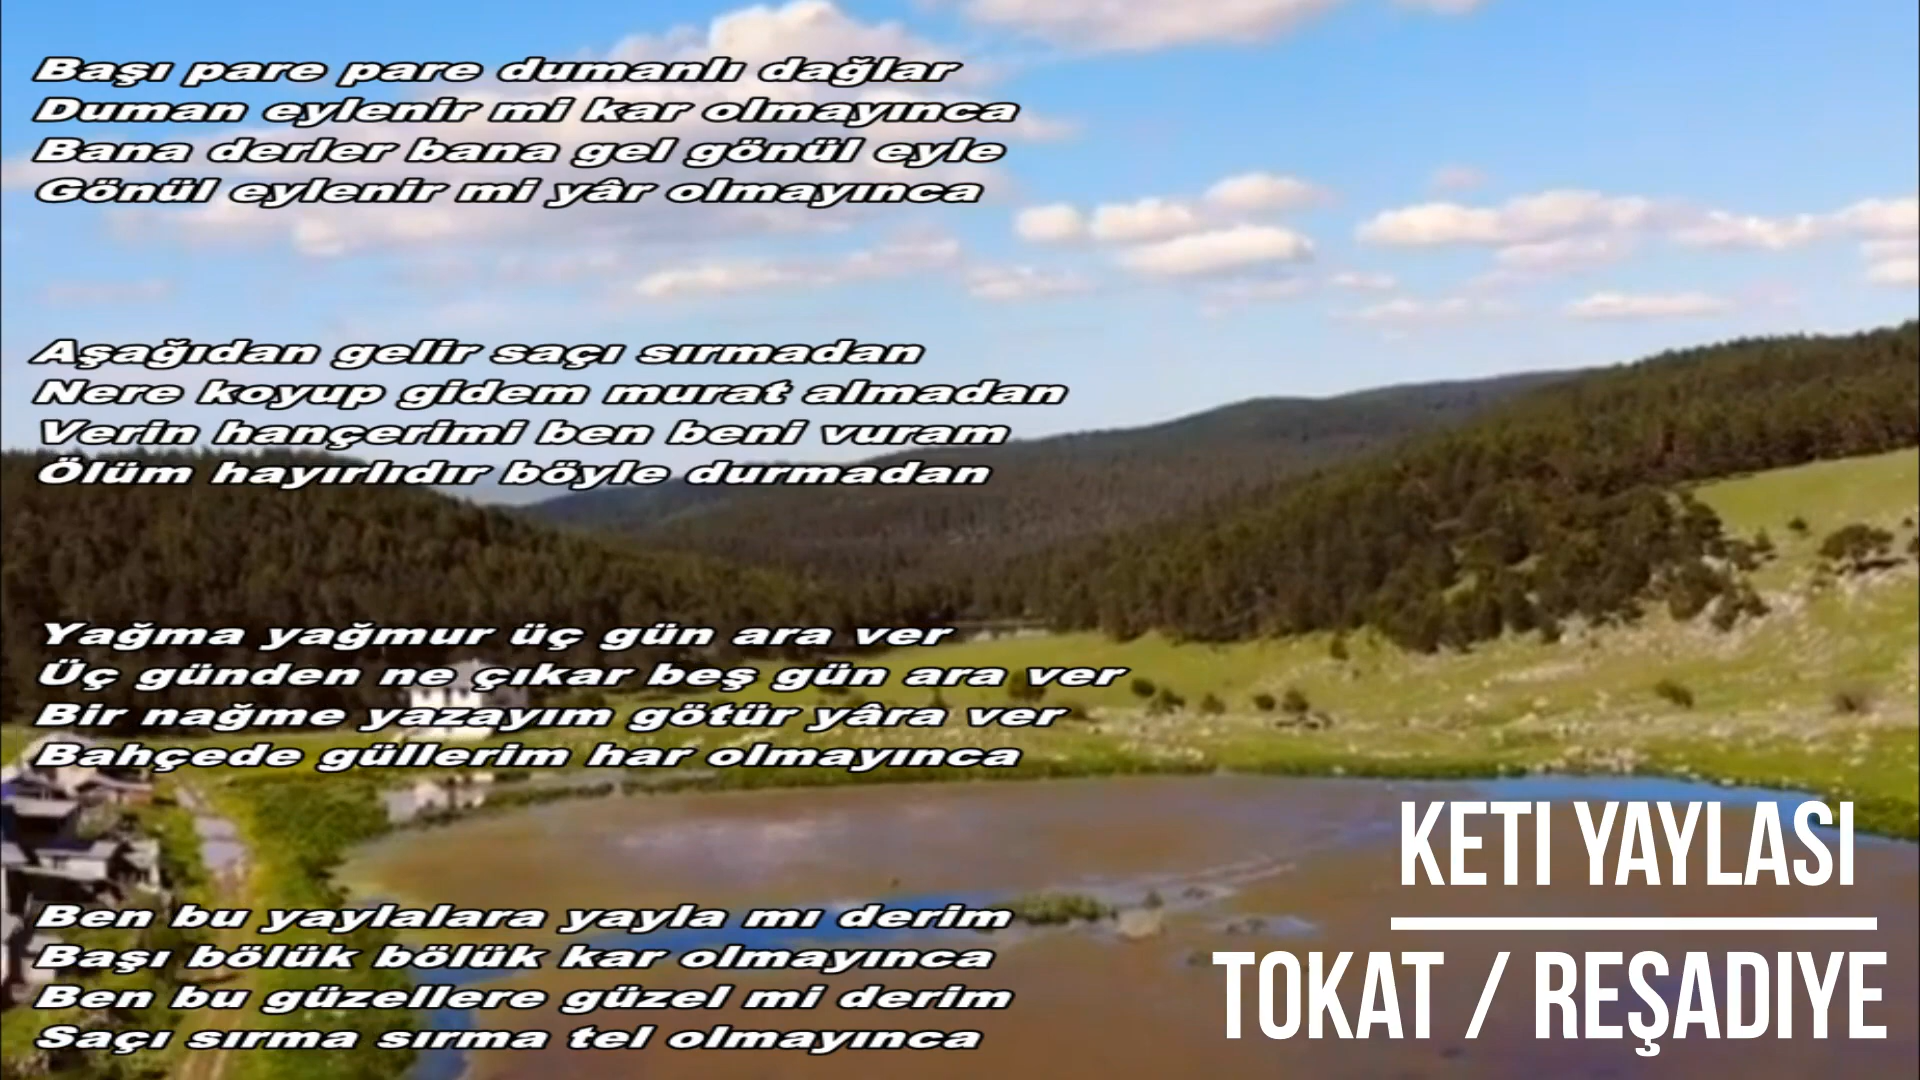 Başı pare pare dumanlı dağlar
Duman eylenir mi kar olmayınca
Bana derler bana gel gönül eyle
Gönül eylenir mi yâr olmayınca
Aşağıdan gelir saçı sırmadan
Nere koyup gidem murat almadan
Verin hançerimi ben beni vuram
Ölüm hayırlıdır böyle durmadan
Yağma yağmur üç gün ara ver
Üç günden ne çıkar beş gün ara ver
Bir nağme yazayım götür yâra ver
Bahçede güllerim har olmayınca
Ben bu yaylalara yayla mı derim
Başı bölük bölük kar olmayınca
Ben bu güzellere güzel mi derim
Saçı sırma sırma tel olmayınca
KETI YAYLASI
TOKAT / REŞADIYE